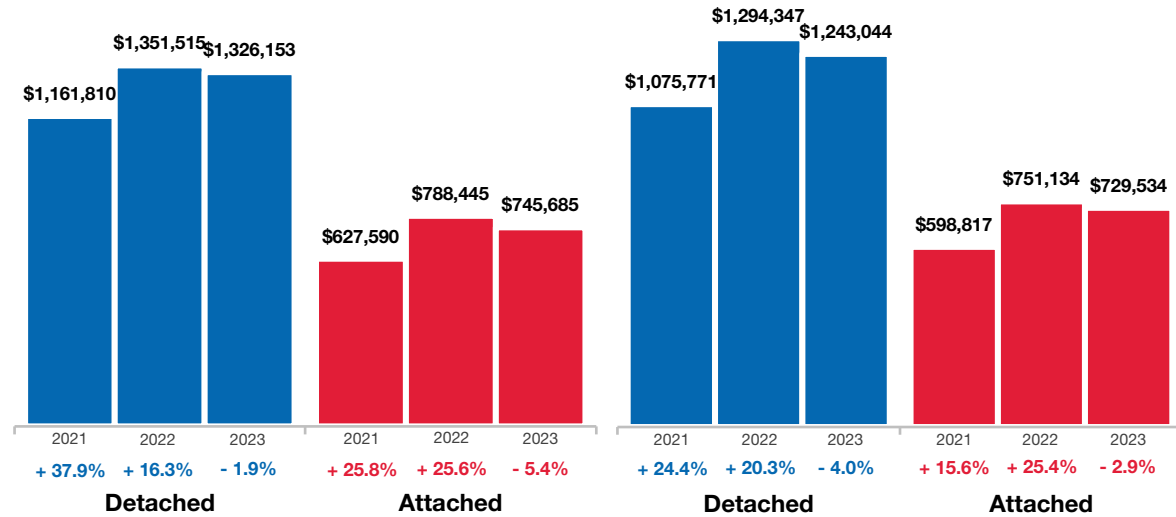 $1,161,810
$1,351,515
$1,326,153
$627,590
$788,445
$745,685
2021 2022 2023 2021 2022 2023
+ 37.9% + 16.3% - 1.9% + 25.8% + 25.6% - 5.4%
Detached Attached
$1,075,771
$1,294,347
$1,243,044
$598,817
$751,134
$729,534
2021 2022 2023 2021 2022 2023
+ 24.4% + 20.3% - 4.0% + 15.6% + 25.4% - 2.9%
Detached Attached